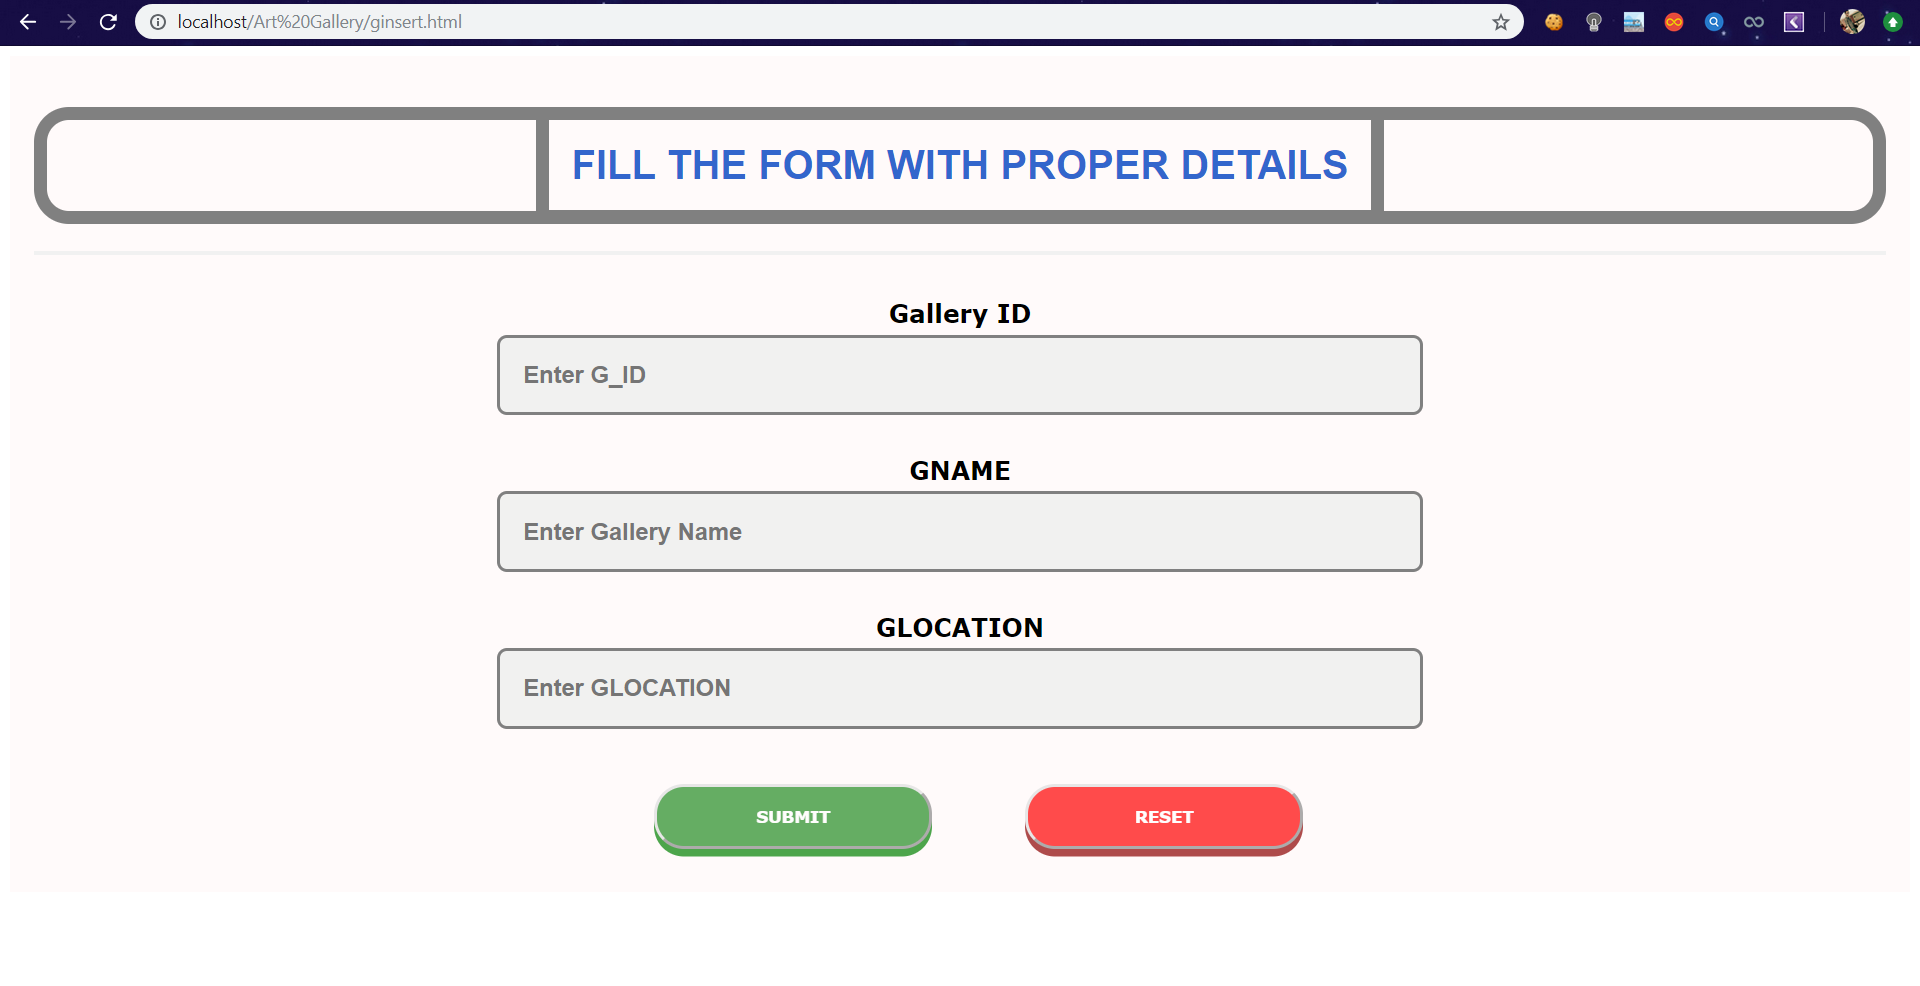 localhost/Art%20Gallery/ginsert.html
FILL THE FORM WITH PROPER DETAILS
Gallery ID
Enter G_ID
GNAME
Enter Gallery Name
GLOCATION
Enter GLOCATION
SUBMIT RESET